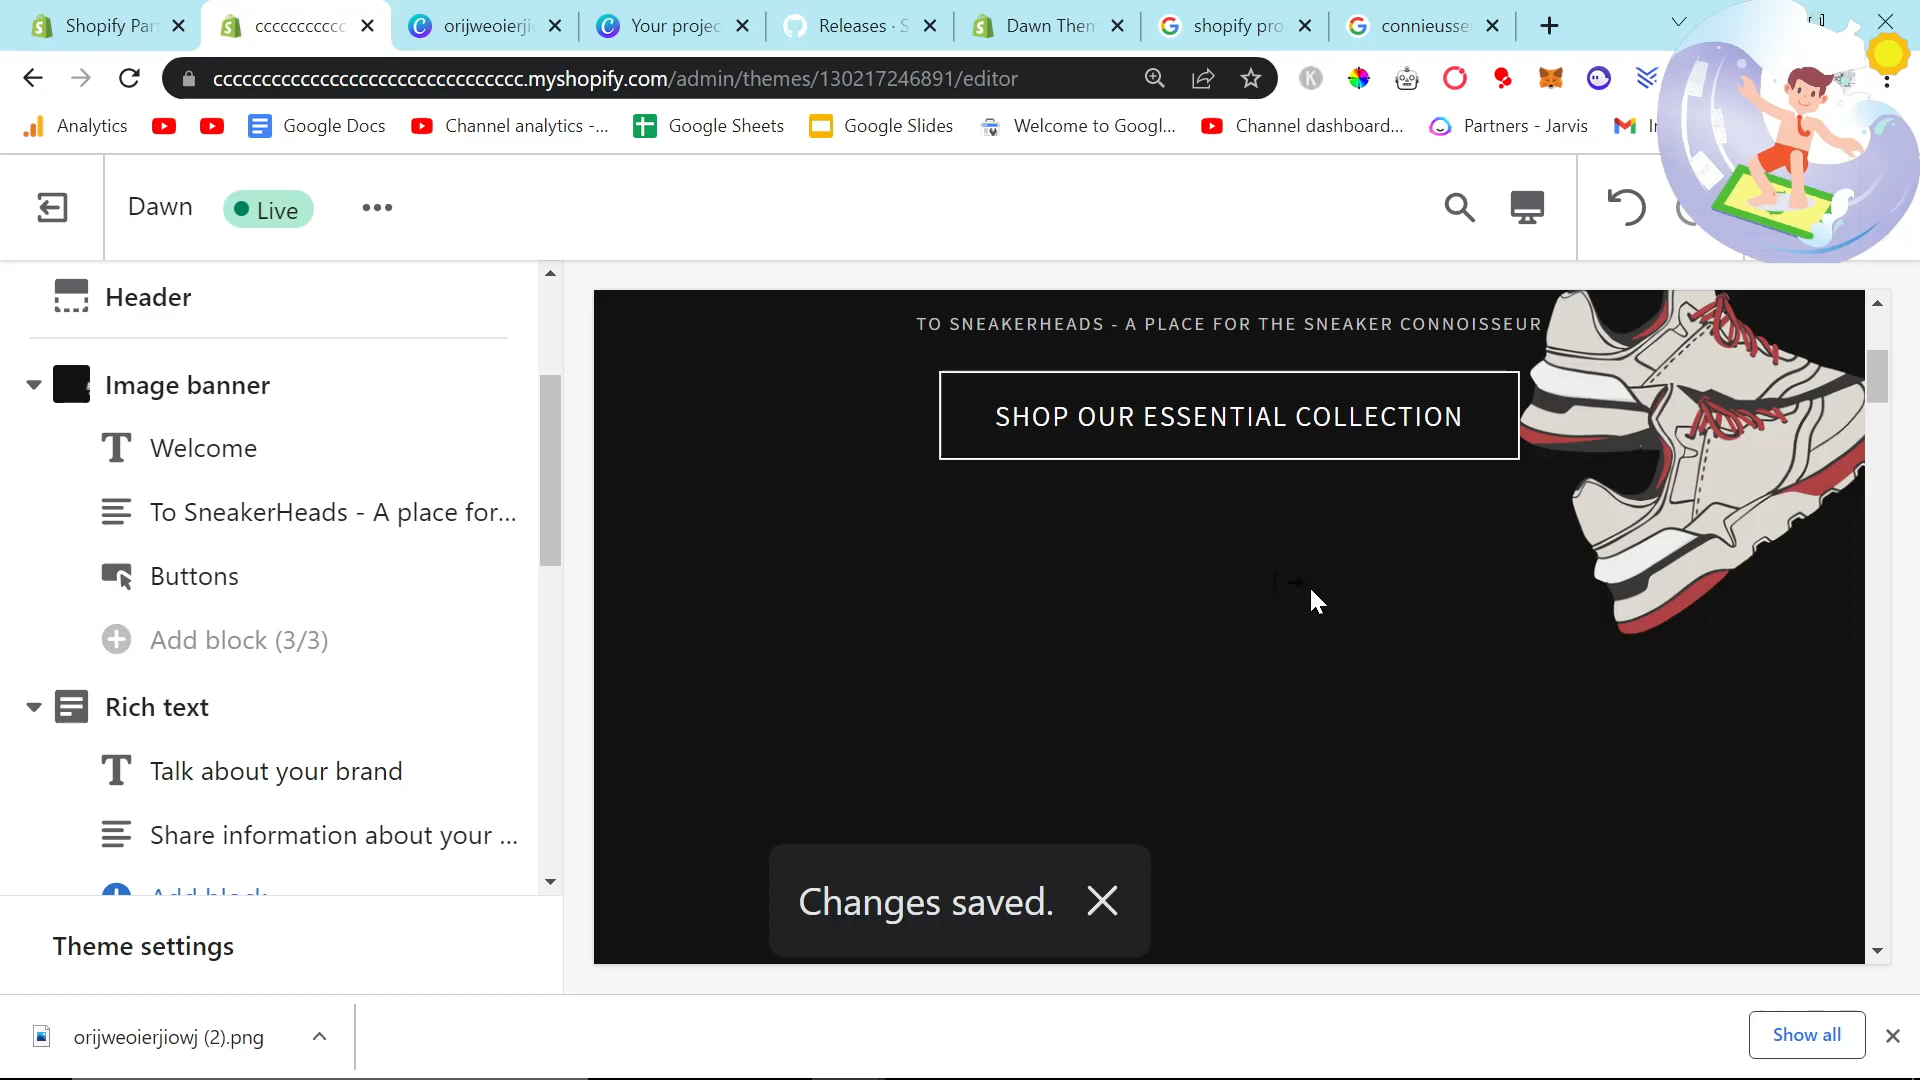 Shopify Par
cccccccccccc
orijweoierji
Your projec
Releases · S
Dawn Them
shopify pro
connieusse
cccccccccccccccccccccccccccccccc.myshopify.com/admin/themes/130217246891/editor
K
Analytics
Google Docs
Channel analytics -...
Google Sheets
Google Slides
Welcome to Googl...
Channel dashboard...
Partners - Jarvis
Dawn
Live
Header
Image banner
Welcome
To SneakerHeads - A place for...
Buttons
Add block (3/3)
Rich text
Talk about your brand
Share information about your ...
Add block
Theme settings
TO SNEAKERHEADS - A PLACE FOR THE SNEAKER CONNOISSEUR
SHOP OUR ESSENTIAL COLLECTION
Changes saved.
orijweoierjiowj (2).png
Show all